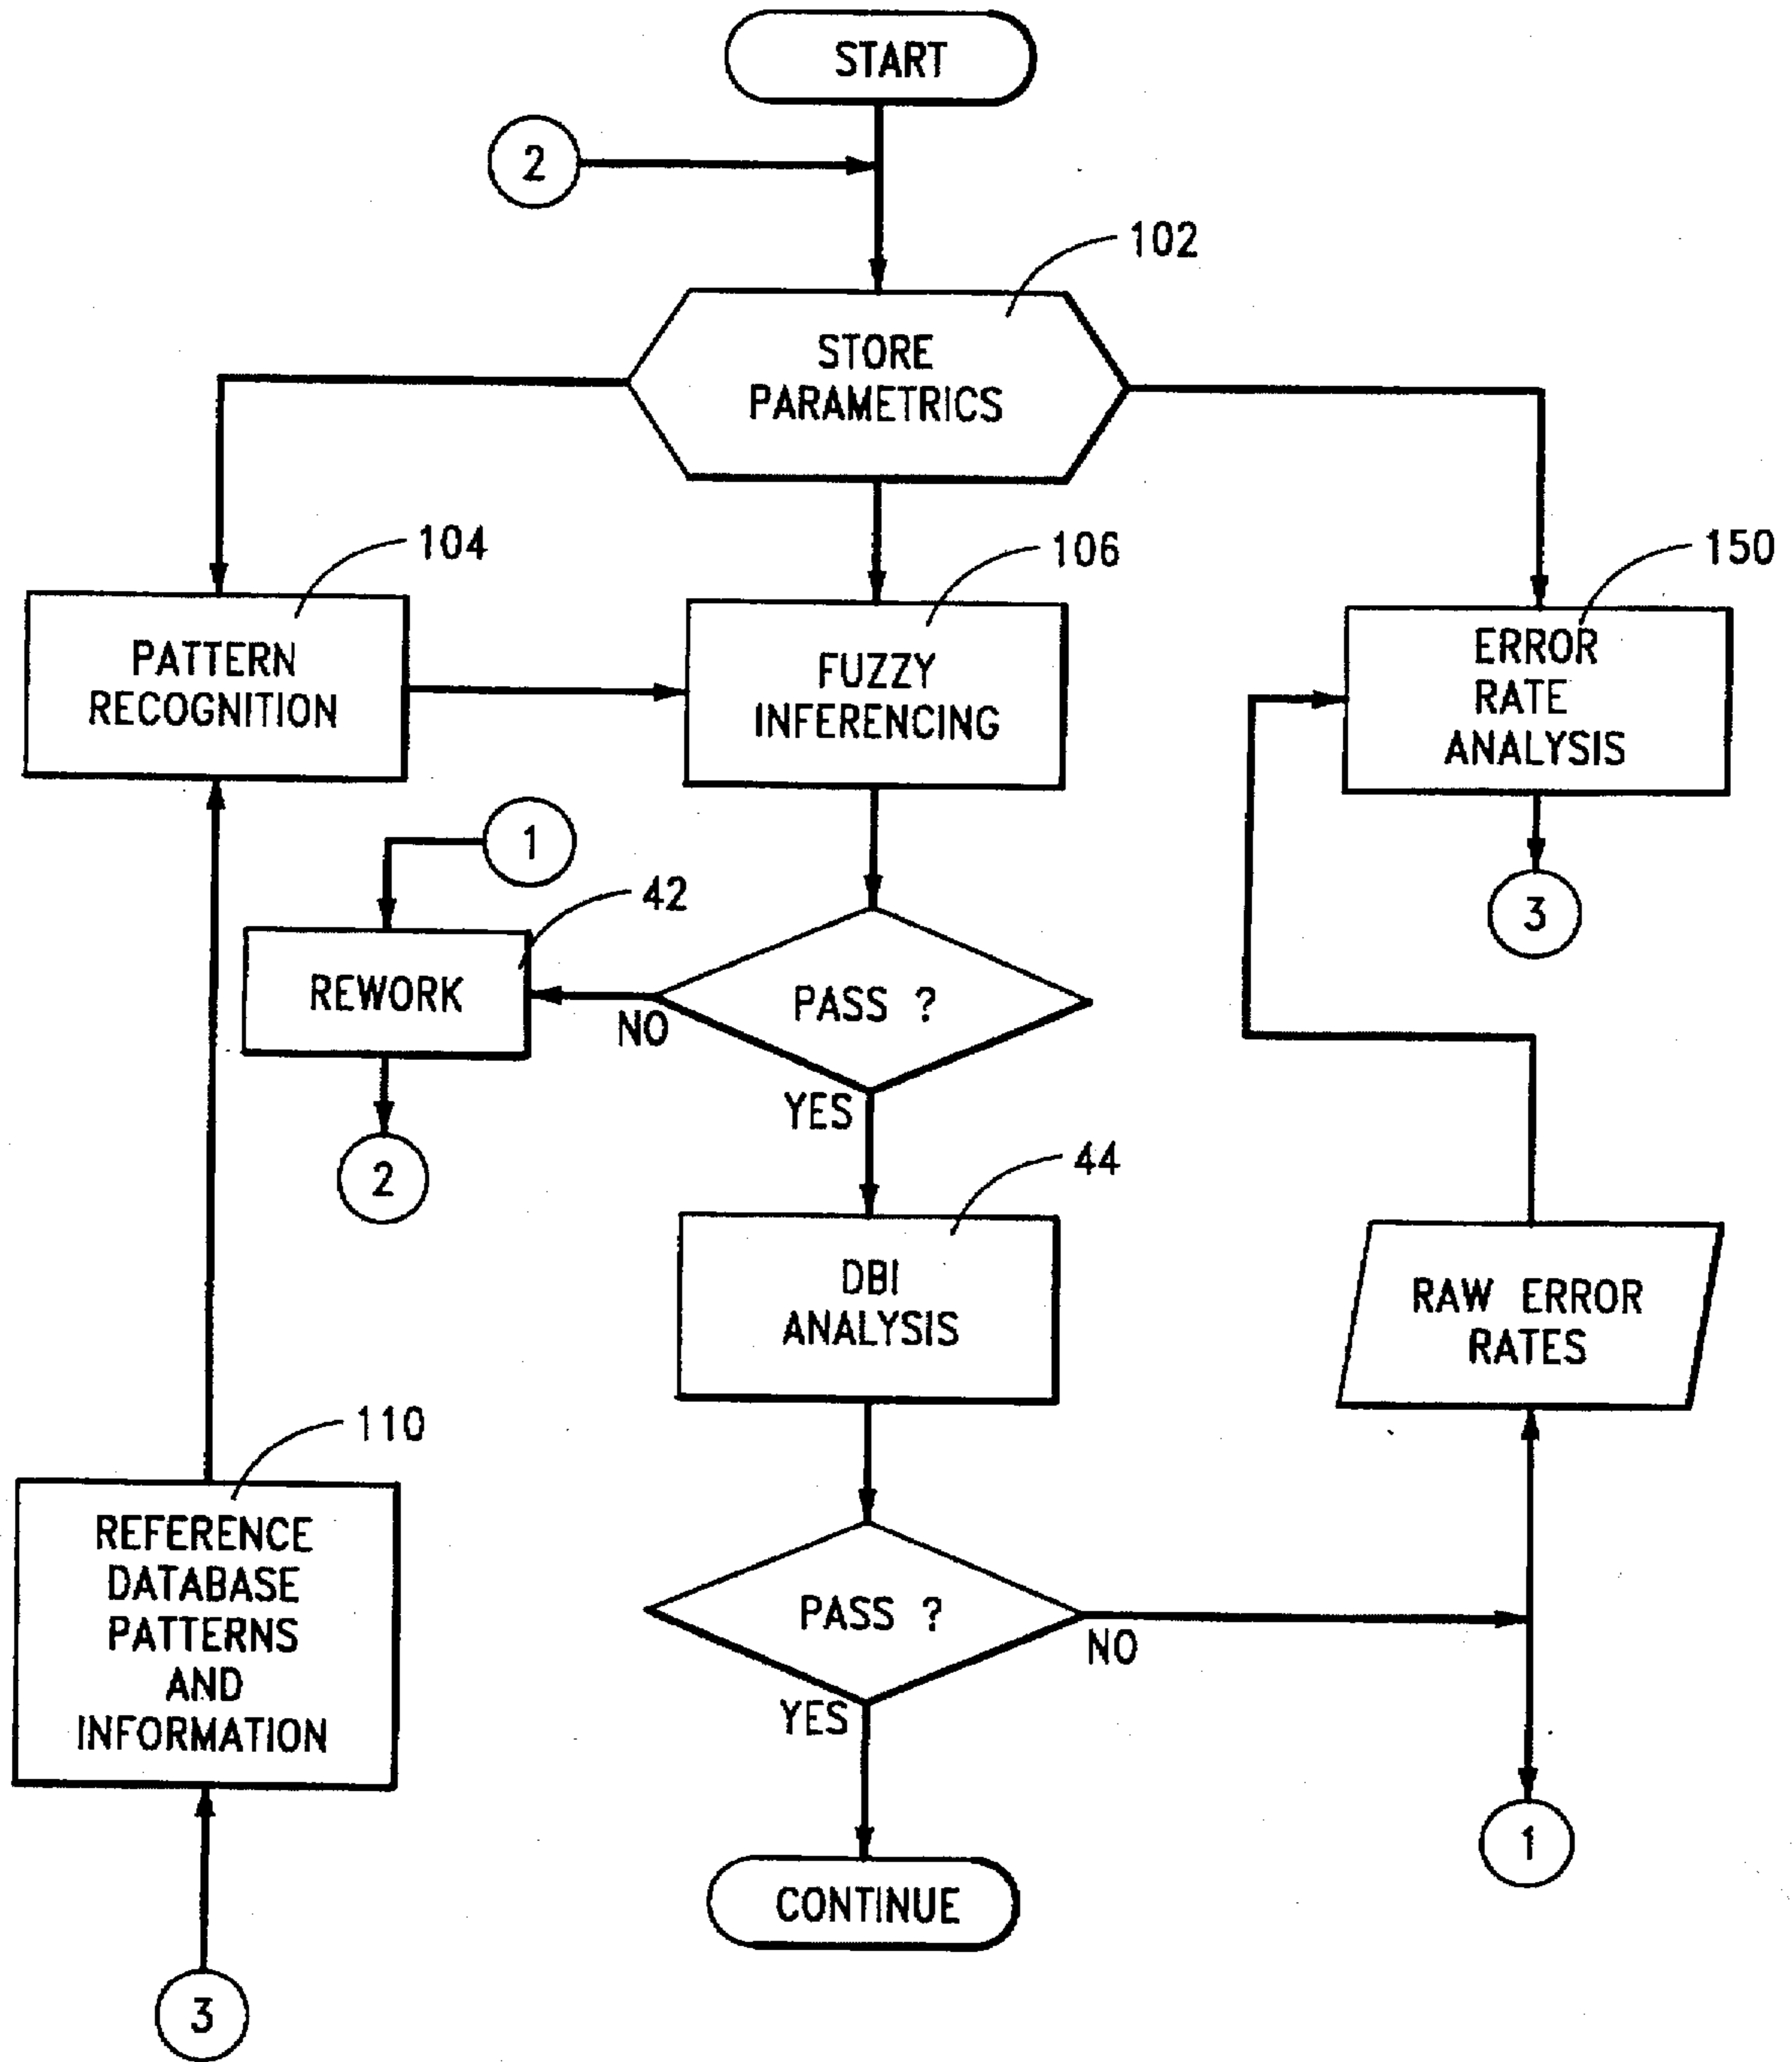 START
2
102
STORE
PARAMETRICS
104
106
150
PATTERN
RECOGNITION
FUZZY
INFERENCING
ERROR
RATE
ANALYSIS
1
42
3
REWORK
PASS ?
NO
YES
2
44
DBI
ANALYSIS
RAW ERROR
RATES
110
REFERENCE
DATABASE
PATTERNS
AND
INFORMATION
PASS ?
NO
YES
1
CONTINUE
3